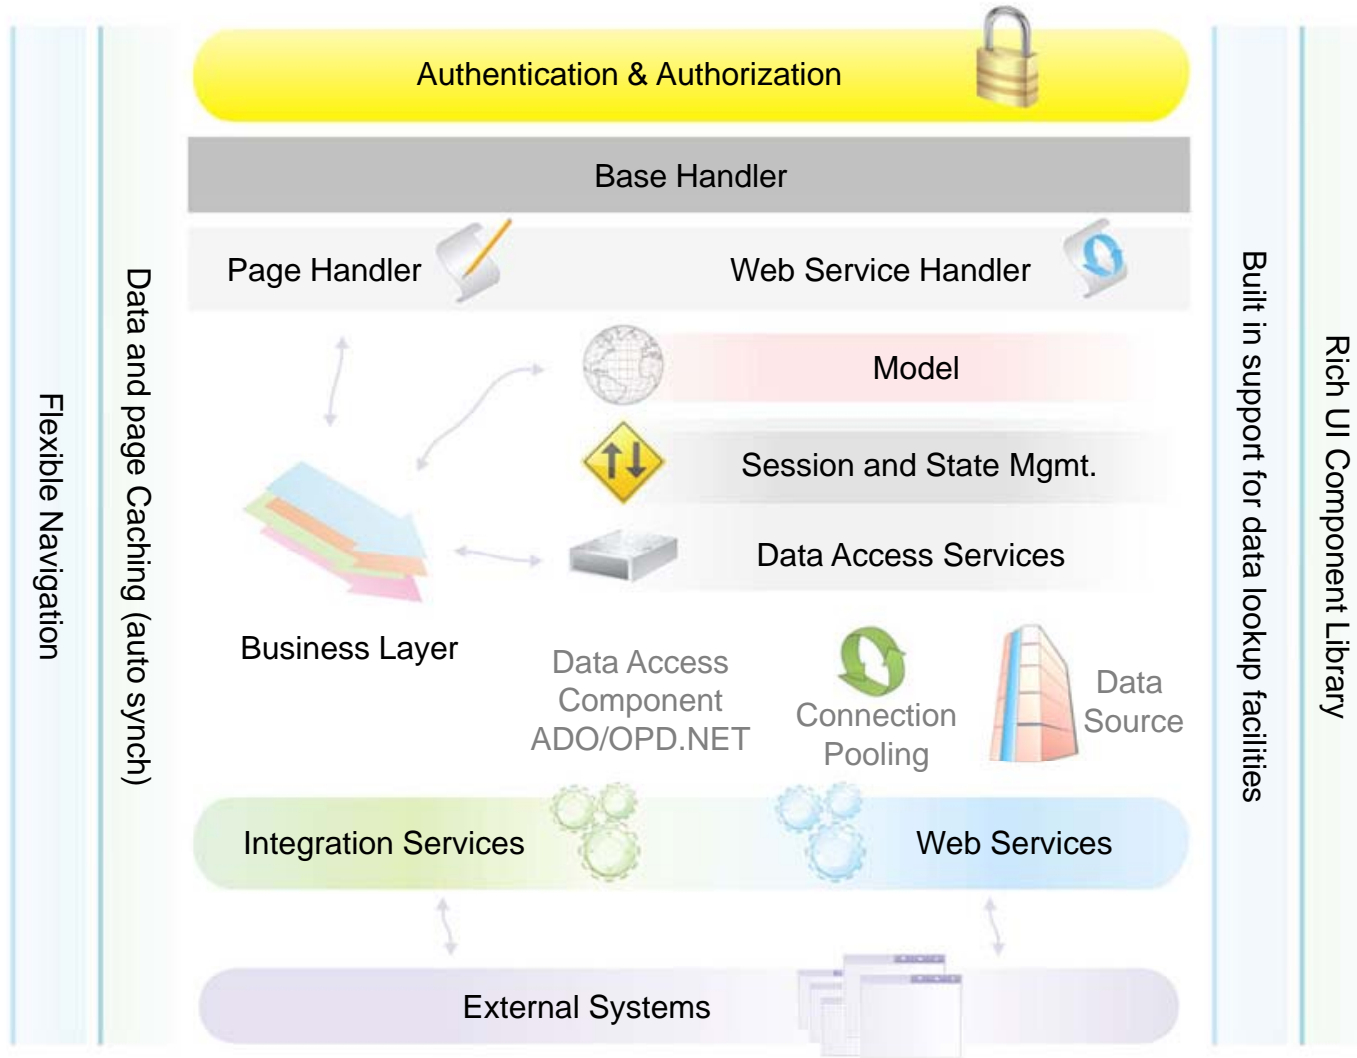 Authentication & Authorization
Base Handler
Page Handler
Web Service Handler
Model
Session and State Mgmt.
Data Access Services
Business Layer
Data Access
Component
ADO/OPD.NET
Connection
Pooling
Data
Source
Integration Services
Web Services
External Systems
Flexible Navigation
Data and page Caching (auto synch)
Built in support for data lookup facilities
Rich UI Component Library